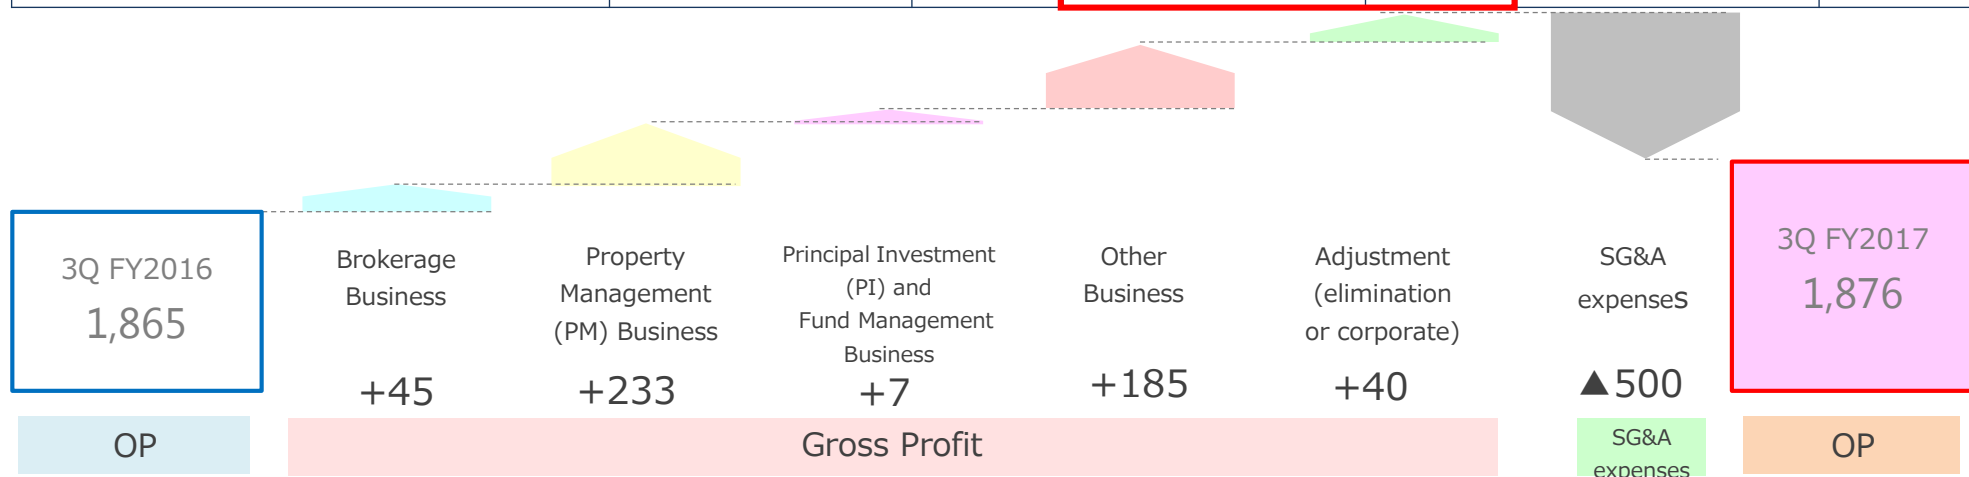 3Q FY2016
1,865
OP
Brokerage
Business
+45
Property
Management
(PM) Business
+233
Principal Investment
(PI) and
Fund Management
Business
+7
Other
Business
+185
Adjustment
(elimination
or corporate)
+40
Gross Profit
SG&A
expenses
▲500
SG&A
expenses
3Q FY2017
1,876
OP